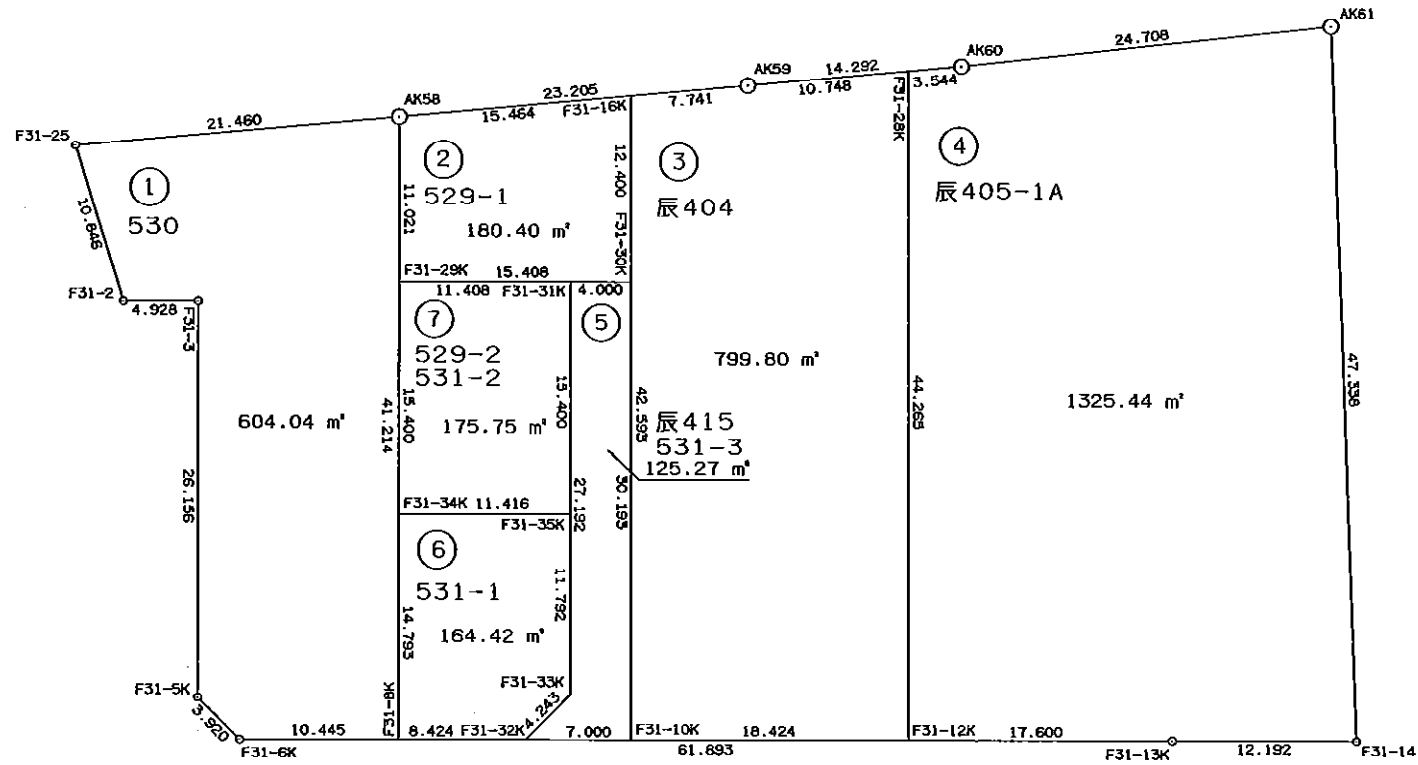 AK61
24.708
AK60
14.292
3.544
AK59
10.748
23.205
7.741
AK58
15.464
F31-16K
F31-28K
21.460
F31-25
①
530
10.846
②
529-1
180.40 m²
11.021
12.400
F31-30K
③
辰404
④
辰405-1A
F31-2
4.928
F31-3
F31-29K
15.408
11.408
F31-31K
4.000
⑦
529-2
531-2
175.75 m²
15.400
41.214
15.400
⑤
799.80 m²
42.593
辰415
531-3
125.27 m²
44.265
1325.44 m²
47.338
604.04 m²
26.156
27.192
30.193
F31-34K
11.416
F31-35K
⑥
531-1
164.42 m²
14.793
11.792
F31-33K
4.243
F31-5K
3.920
F31-6K
10.445
F31-8K
8.424
F31-32K
7.000
F31-10K
18.424
61.893
F31-12K
17.600
F31-13K
12.192
F31-14